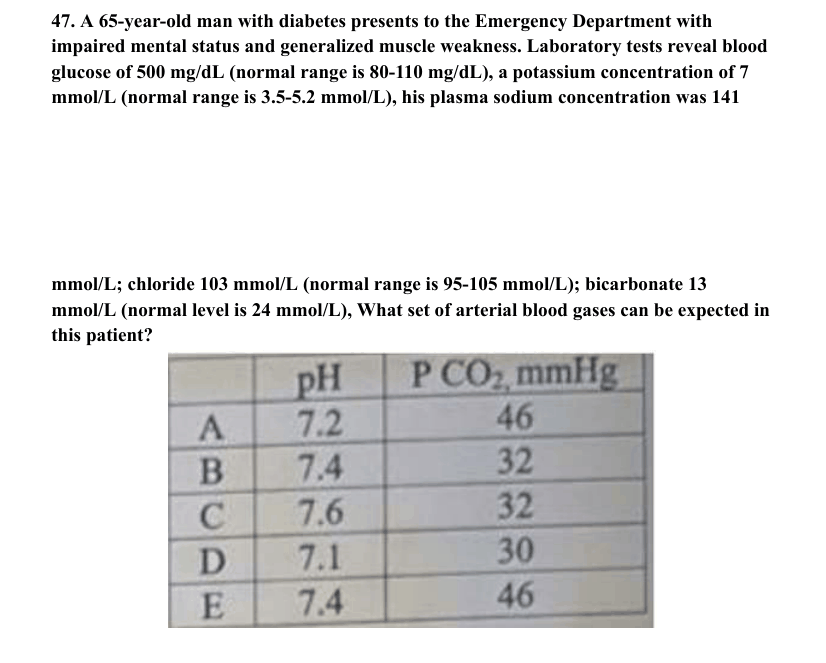 47. A 65-year-old man with diabetes presents to the Emergency Department with
impaired mental status and generalized muscle weakness. Laboratory tests reveal blood
glucose of 500 mg/dL (normal range is 80-110 mg/dL), a potassium concentration of 7
mmol/L (normal range is 3.5-5.2 mmol/L), his plasma sodium concentration was 141
mmol/L; chloride 103 mmol/L (normal range is 95-105 mmol/L); bicarbonate 13
mmol/L (normal level is 24 mmol/L), What set of arterial blood gases can be expected in
this patient?
pH P CO₂, mmHg
A 7.2 46
B 7.4 32
C 7.6 32
D 7.1 30
E 7.4 46